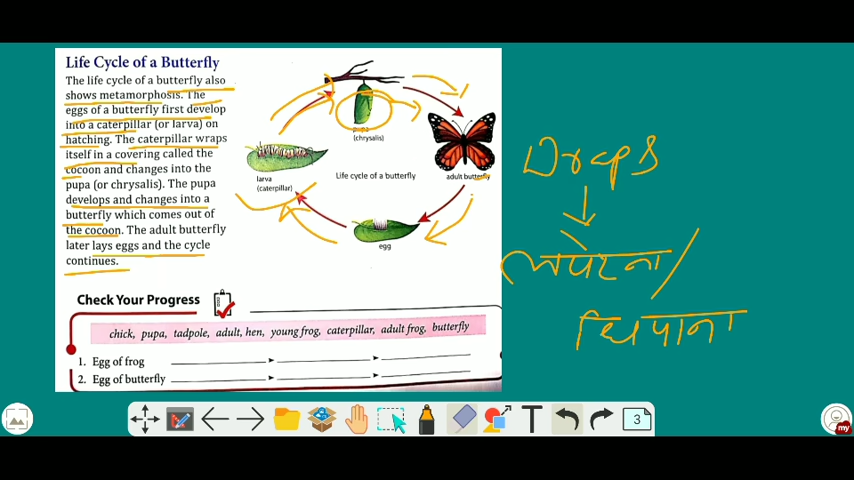 Life Cycle of a Butterfly
The life cycle of a butterfly also
shows metamorphosis. The
eggs of a butterfly first develop
into a caterpillar (or larva) on
hatching. The caterpillar wraps
itself in a covering called the
cocoon and changes into the
pupa (or chrysalis). The pupa
develops and changes into a
butterfly which comes out of
the cocoon. The adult butterfly
later lays eggs and the cycle
continues.
(chrysalis)
larva
(caterpillar)
Life cycle of a butterfly
adult butterfly
egg
Check Your Progress
chick, pupa, tadpole, adult, hen, young frog, caterpillar, adult frog, butterfly
1. Egg of frog
2. Egg of butterfly
लपेटना/
छिपाना
T
3
my